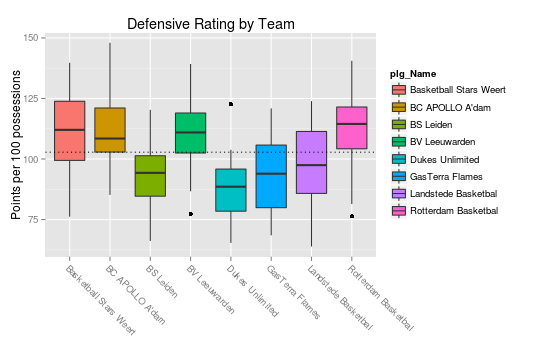 Defensive Rating by Team
Points per 100 possessions
150
125
100
75
Basketball Stars Weert
BC APOLLO A'dam
BS Leiden
BV Leeuwarden
Dukes Unlimited
GasTerra Flames
Landstede Basketbal
Rotterdam Basketbal
plg_Name
Basketball Stars Weert
BC APOLLO A'dam
BS Leiden
BV Leeuwarden
Dukes Unlimited
GasTerra Flames
Landstede Basketbal
Rotterdam Basketbal